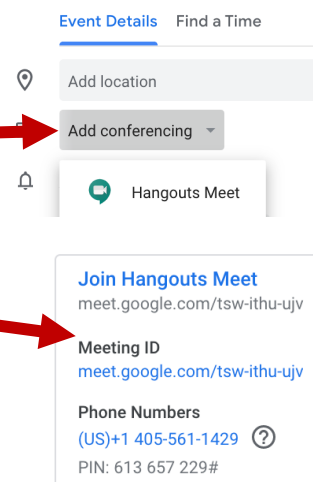 Event Details Find a Time
Add location
Add conferencing
Hangouts Meet
Join Hangouts Meet
meet.google.com/tsw-ithu-ujv
Meeting ID
meet.google.com/tsw-ithu-ujv
Phone Numbers
(US)+1 405-561-1429
PIN: 613 657 229#